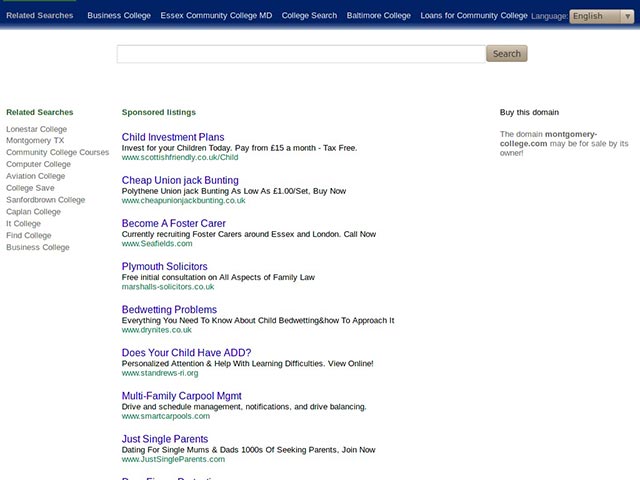 Related Searches Business College Essex Community College MD College Search Baltimore College Loans for Community College Language: English
Search
Related Searches
Lonestar College
Montgomery TX
Community College Courses
Computer College
Aviation College
College Save
Sanfordbrown College
Caplan College
It College
Find College
Business College
Sponsored listings
Child Investment Plans
Invest for your Children Today. Pay from £15 a month - Tax Free.
www.scottishfriendly.co.uk/Child
Cheap Union jack Bunting
Polythene Union jack Bunting As Low As £1.00/Set, Buy Now
www.cheapunionjackbunting.co.uk
Become A Foster Carer
Currently recruiting Foster Carers around Essex and London. Call Now
www.Seafields.com
Plymouth Solicitors
Free initial consultation on All Aspects of Family Law
marshalls-solicitors.co.uk
Bedwetting Problems
Everything You Need To Know About Child Bedwetting&how To Approach It
www.drynites.co.uk
Does Your Child Have ADD?
Personalized Attention & Help With Learning Difficulties. View Online!
www.standrews-ri.org
Multi-Family Carpool Mgmt
Drive and schedule management, notifications, and drive balancing.
www.smartcarpools.com
Just Single Parents
Dating For Single Mums & Dads 1000s Of Seeking Parents, Join Now
www.JustSingleParents.com
Buy this domain
The domain montgomery-
college.com may be for sale by its
owner!